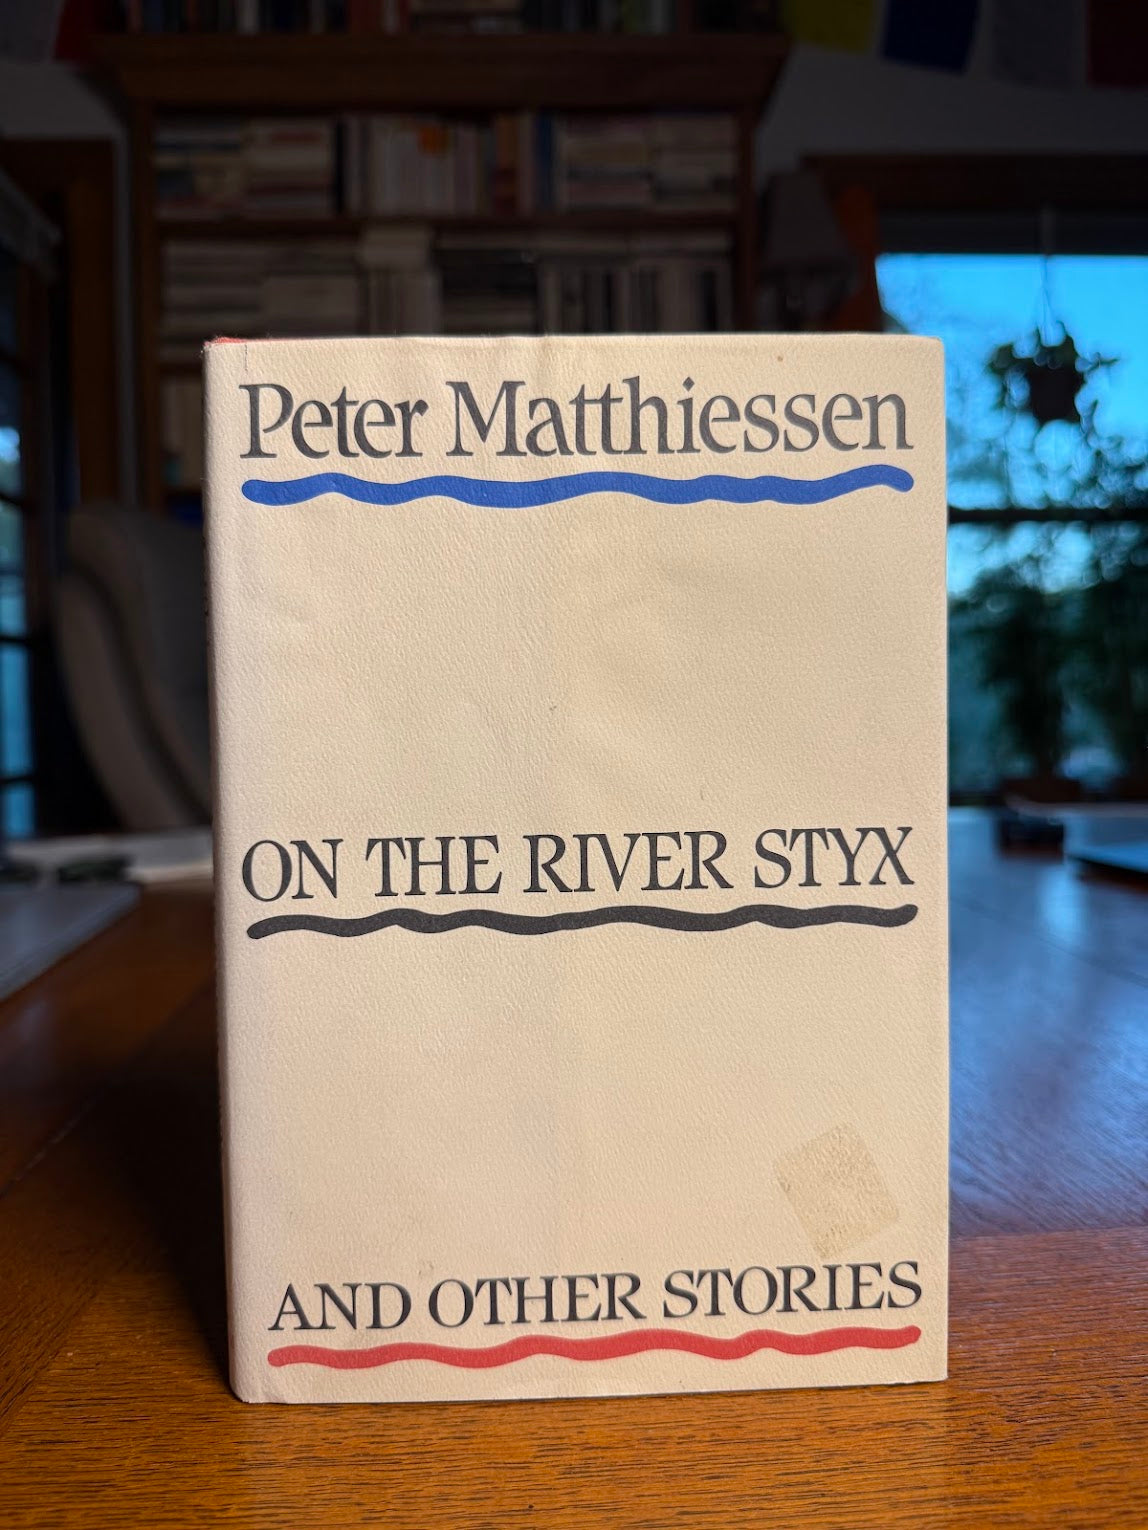 Peter Matthiessen
ON THE RIVER STYX
AND OTHER STORIES